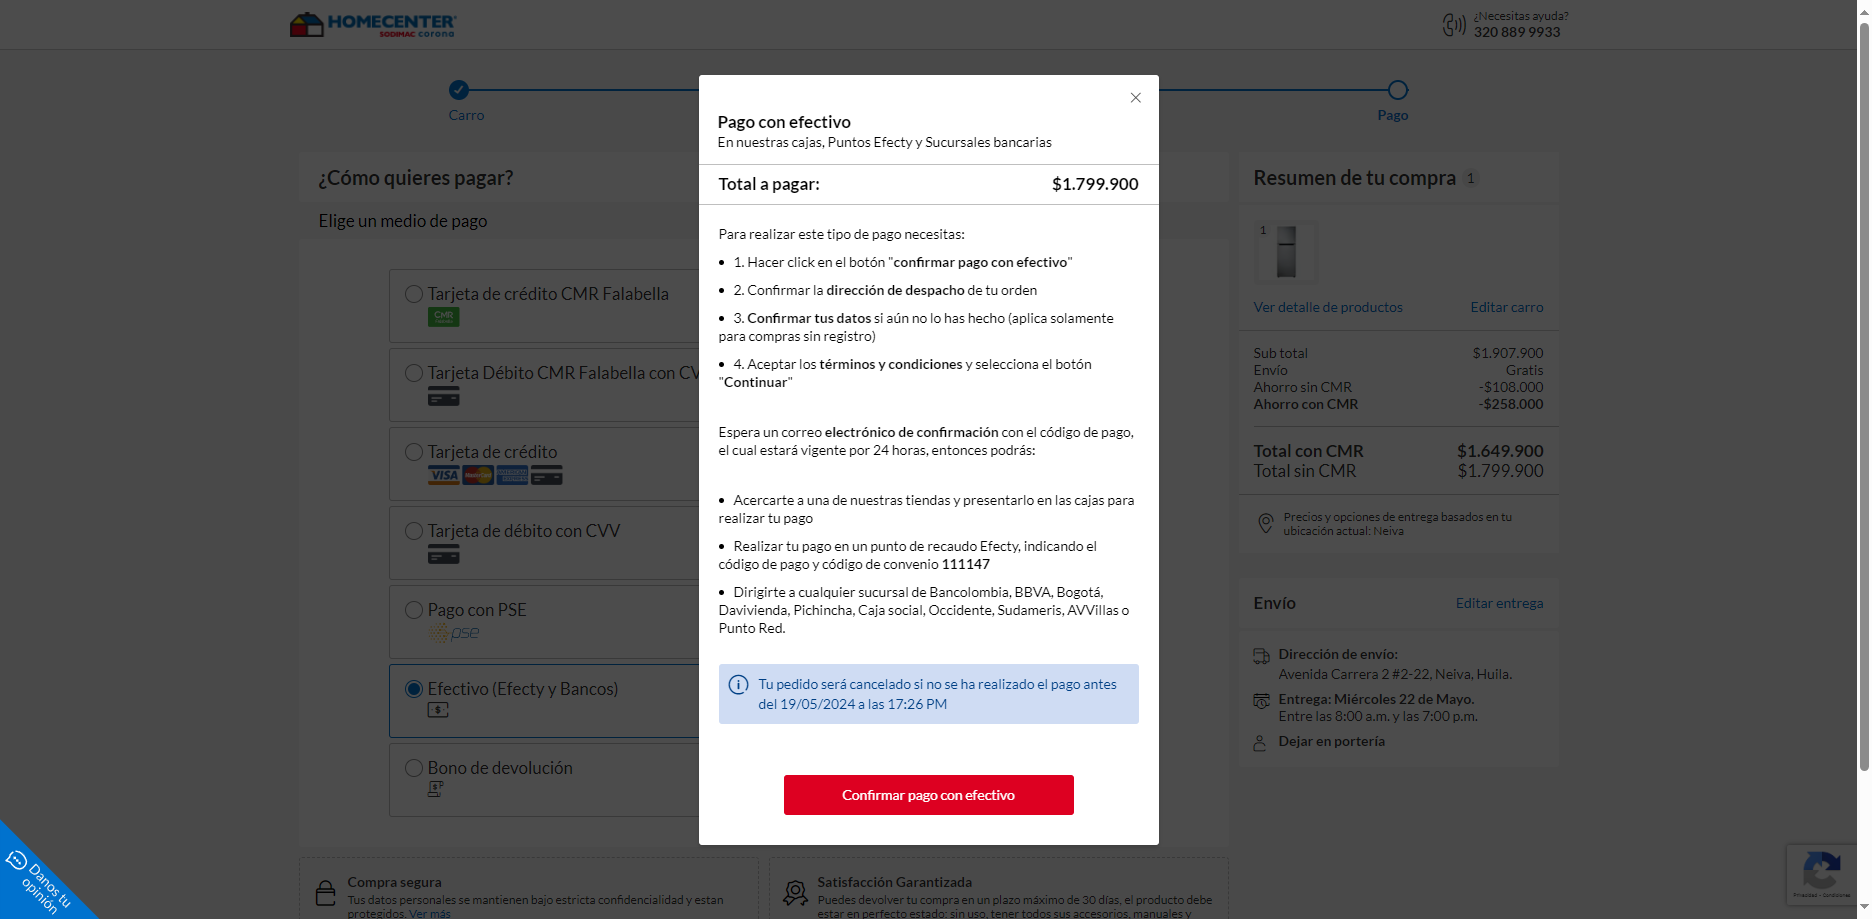 HOMECENTER
SODIMAC corona
¿Necesitas ayuda?
320 889 9933
Carro
Pago
¿Cómo quieres pagar?
Elige un medio de pago
Tarjeta de crédito CMR Falabella
CMR
Tarjeta Débito CMR Falabella con CV
Tarjeta de crédito
VISA
Tarjeta de débito con CVV
Pago con PSE
pse
Efectivo (Efecty y Bancos)
Bono de devolución
Pago con efectivo
En nuestras cajas, Puntos Efecty y Sucursales bancarias
Total a pagar: $1.799.900
Para realizar este tipo de pago necesitas:
• 1. Hacer click en el botón "confirmar pago con efectivo"
• 2. Confirmar la dirección de despacho de tu orden
• 3. Confirmar tus datos si aún no lo has hecho (aplica solamente
para compras sin registro)
• 4. Aceptar los términos y condiciones y selecciona el botón
"Continuar"
Espera un correo electrónico de confirmación con el código de pago,
el cual estará vigente por 24 horas, entonces podrás:
• Acercarte a una de nuestras tiendas y presentarlo en las cajas para
realizar tu pago
• Realizar tu pago en un punto de recaudo Efecty, indicando el
código de pago y código de convenio 111147
• Dirigirte a cualquier sucursal de Bancolombia, BBVA, Bogotá,
Davivienda, Pichincha, Caja social, Occidente, Sudameris, AVVillas o
Punto Red.
Tu pedido será cancelado si no se ha realizado el pago antes
del 19/05/2024 a las 17:26 PM
Confirmar pago con efectivo
Resumen de tu compra 1
1
Ver detalle de productos Editar carro
Sub total $1.907.900
Envío Gratis
Ahorro sin CMR -$108.000
Ahorro con CMR -$258.000
Total con CMR $1.649.900
Total sin CMR $1.799.900
Precios y opciones de entrega basados en tu
ubicación actual: Neiva
Envío Editar entrega
Dirección de envío:
Avenida Carrera 2 #2-22, Neiva, Huila.
Entrega: Miércoles 22 de Mayo.
Entre las 8:00 a.m. y las 7:00 p.m.
Dejar en portería
Compra segura
Tus datos personales se mantienen bajo estricta confidencialidad y estan
protegidos. Ver más
Satisfacción Garantizada
Puedes devolver tu compra en un plazo máximo de 30 días, el producto debe
estar en perfecto estado: sin uso, tener todos sus accesorios, manuales y
Danos tu
opinión
Privacidad - Condiciones